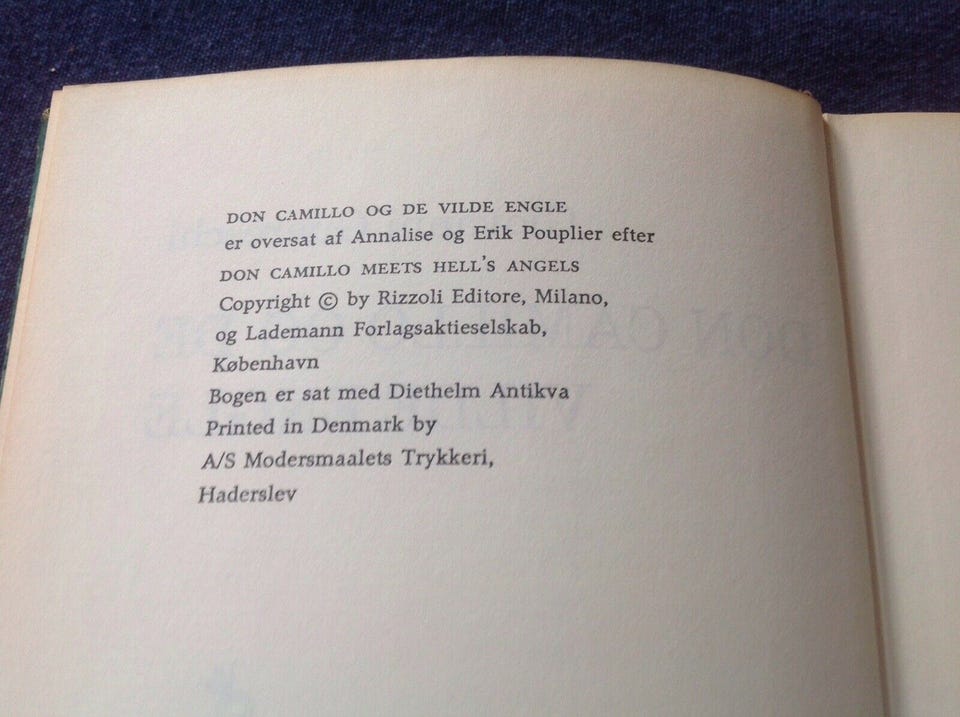 DON CAMILLO OG DE VILDE ENGLE
er oversat af Annalise og Erik Pouplier efter
DON CAMILLO MEETS HELL'S ANGELS
Copyright © by Rizzoli Editore, Milano,
og Lademann Forlagsaktieselskab,
København
Bogen er sat med Diethelm Antikva
Printed in Denmark by
A/S Modersmaalets Trykkeri,
Haderslev